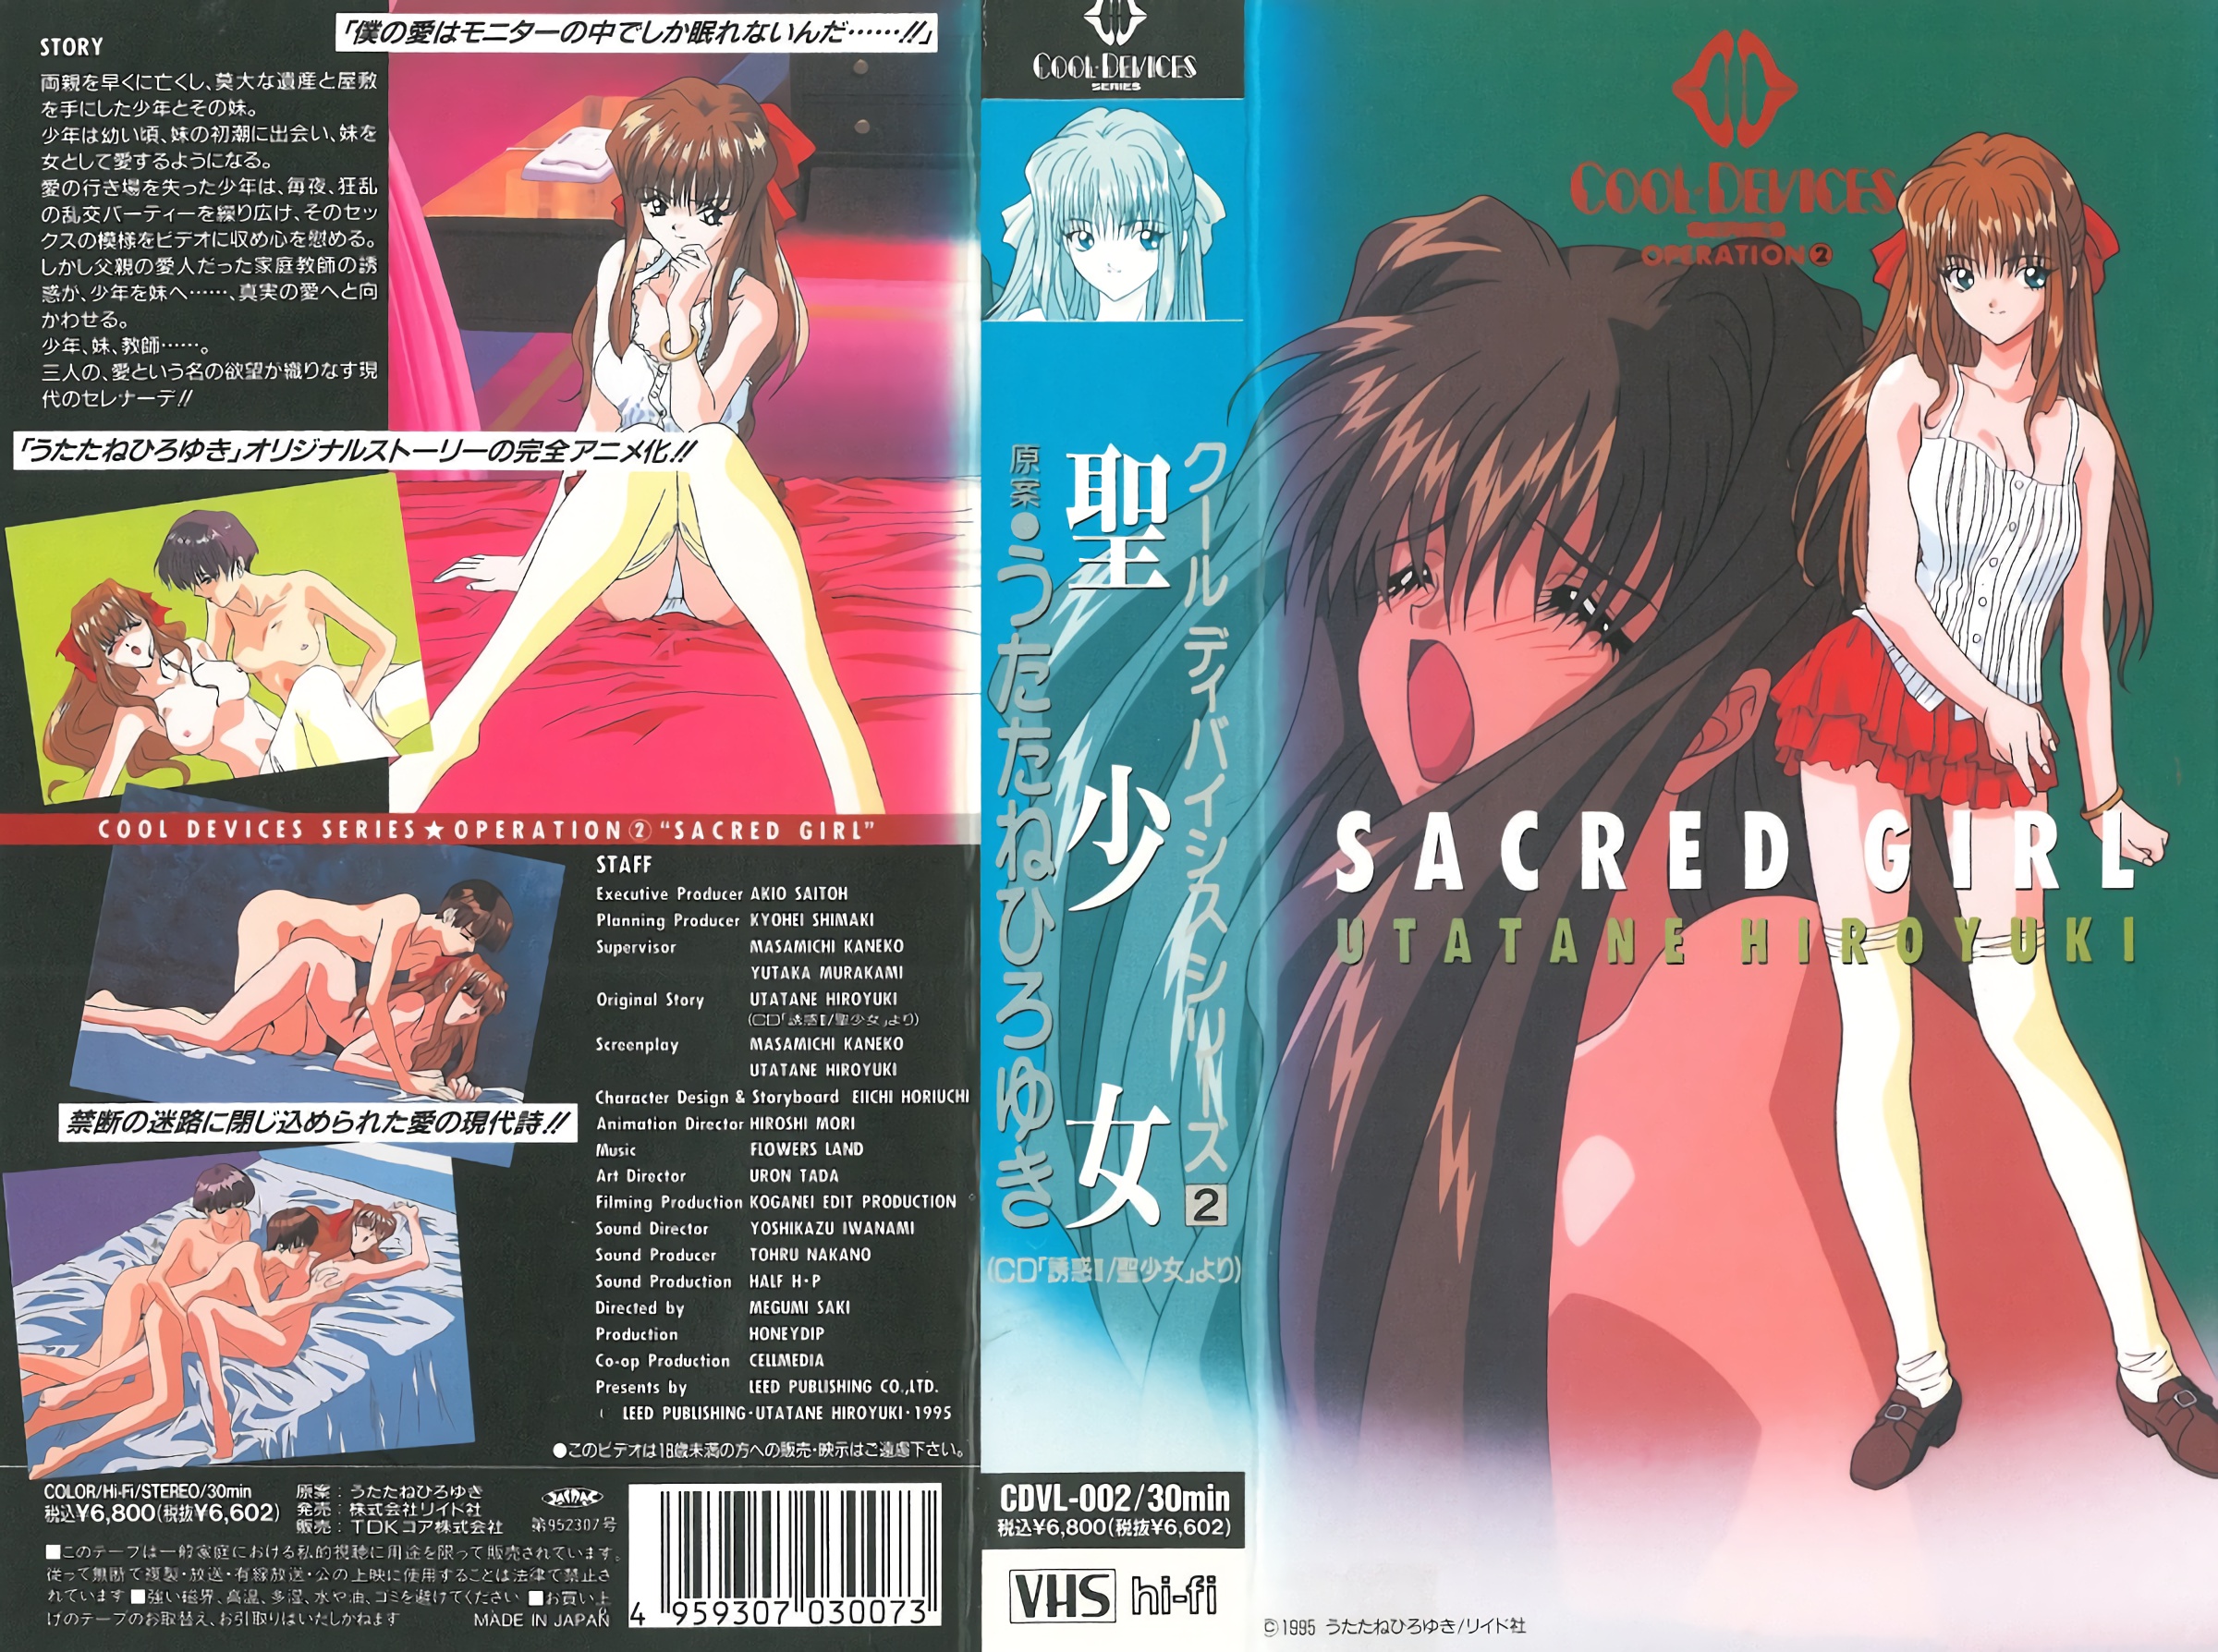 STORY
「僕の愛はモニターの中でしか眠れないんだ……!!」
両親を早くに亡くし、莫大な遺産と屋敷
を手にした少年とその妹。
少年は幼い頃、妹の初潮に出会い、妹を
女として愛するようになる。
愛の行き場を失った少年は、毎夜、狂乱
の乱交パーティーを繰り広げ、そのセッ
クスの模様をビデオに収め心を慰める。
しかし父親の愛人だった家庭教師の誘
惑が、少年を妹へ……、真実の愛へと向
かわせる。
少年、妹、教師……。
三人の、愛という名の欲望が織りなす現
代のセレナーデ!!
「うたたねひろゆき」オリジナルストーリーの完全アニメ化!!
COOL DEVICES SERIES★OPERATION② "SACRED GIRL"
禁断の迷路に閉じ込められた愛の現代詩!!
STAFF
Executive Producer AKIO SAITOH
Planning Producer KYOHEI SHIMAKI
Supervisor MASAMICHI KANEKO
YUTAKA MURAKAMI
Original Story UTATANE HIROYUKI
(CD「誘惑Ⅱ/聖少女」より)
Screenplay MASAMICHI KANEKO
UTATANE HIROYUKI
Character Design & Storyboard EIICHI HORIUCHI
Animation Director HIROSHI MORI
Music FLOWERS LAND
Art Director URON TADA
Filming Production KOGANEI EDIT PRODUCTION
Sound Director YOSHIKAZU IWANAMI
Sound Producer TOHRU NAKANO
Sound Production HALF H・P
Directed by MEGUMI SAKI
Production HONEYDIP
Co-op Production CELLMEDIA
Presents by LEED PUBLISHING CO.,LTD.
LEED PUBLISHING・UTATANE HIROYUKI・1995
●このビデオは18歳未満の方への販売・映示はご遠慮下さい。
COLOR/Hi-Fi/STEREO/30min
税込¥6,800(税抜¥6,602)
原案：うたたねひろゆき
発売：株式会社リイド社
販売：TDKコア株式会社
第952307号
■このテープは一般家庭における私的視聴に用途を限って販売されています。
従って無断で複製・放送・有線放送・公の上映に使用することは法律で禁止さ
れています■強い磁界、高温、多湿、水や油、ゴミを避けてください■お買い上
げのテープのお取替え、お引取りはいたしかねます
MADE IN JAPAN
4 959307 030073
COOL・DEVICES
SERIES
クールデバイシスシリーズ2
聖少女
原案●うたたねひろゆき
(CD「誘惑Ⅱ/聖少女」より)
CDVL-002/30min
税込¥6,800(税抜¥6,602)
VHS hi-fi
COOL・DEVICES
SERIES
OPERATION②
SACRED GIRL
UTATANE HIROYUKI
©1995 うたたねひろゆき/リイド社